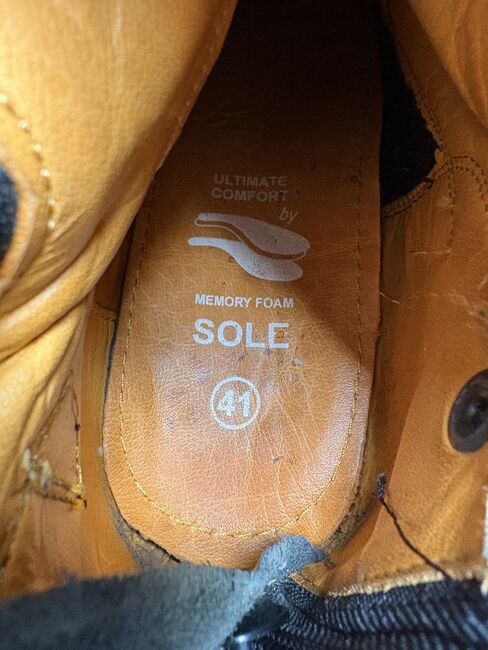 ULTIMATE
COMFORT
by
MEMORY FOAM
SOLE
41